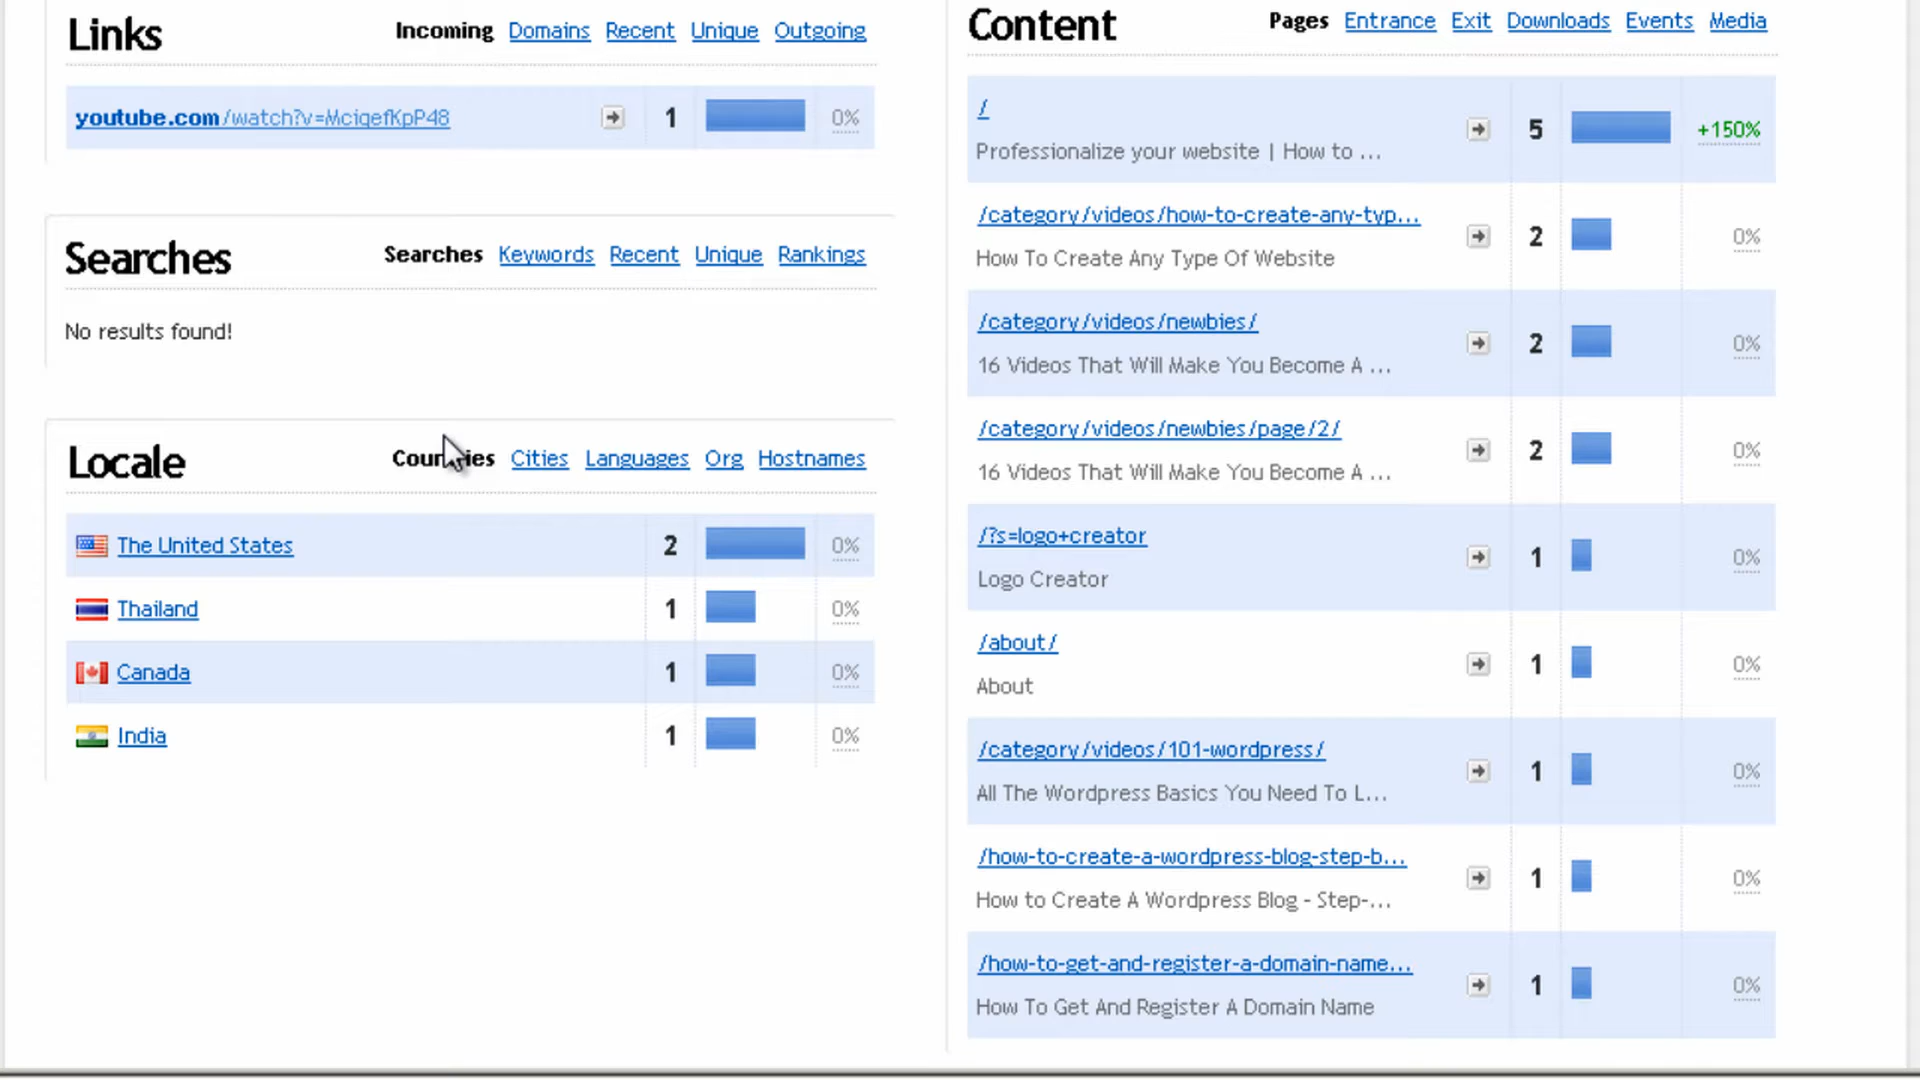 Links Incoming Domains Recent Unique Outgoing
youtube.com/watch?v=McigefKpP48 1 0%
Searches Searches Keywords Recent Unique Rankings
No results found!
Locale Countries Cities Languages Org Hostnames
The United States 2 0%
Thailand 1 0%
Canada 1 0%
India 1 0%
Content Pages Entrance Exit Downloads Events Media
/
Professionalize your website | How to ... 5 +150%
/category/videos/how-to-create-any-typ...
How To Create Any Type Of Website 2 0%
/category/videos/newbies/
16 Videos That Will Make You Become A ... 2 0%
/category/videos/newbies/page/2/
16 Videos That Will Make You Become A ... 2 0%
/?s=logo+creator
Logo Creator 1 0%
/about/
About 1 0%
/category/videos/101-wordpress/
All The Wordpress Basics You Need To L... 1 0%
/how-to-create-a-wordpress-blog-step-b...
How to Create A Wordpress Blog - Step-... 1 0%
/how-to-get-and-register-a-domain-name...
How To Get And Register A Domain Name 1 0%